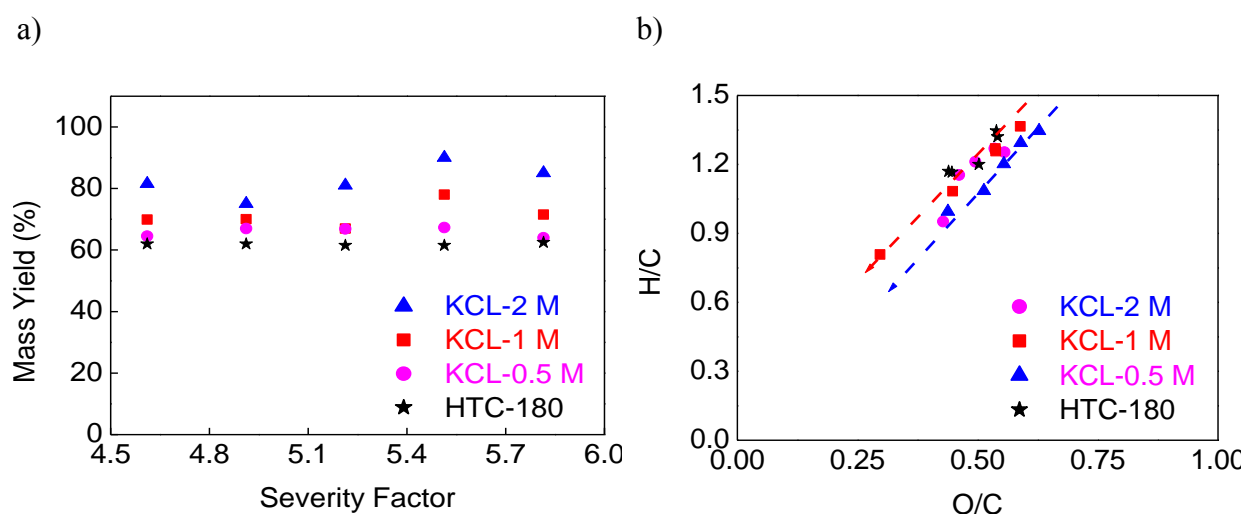 a)
100
80
60
40
20
0
4.5 4.8 5.1 5.4 5.7 6.0
Mass Yield (%)
Severity Factor
KCL-2 M
KCL-1 M
KCL-0.5 M
HTC-180
b)
1.5
1.2
0.9
0.6
0.3
0.0
0.00 0.25 0.50 0.75 1.00
H/C
O/C
KCL-2 M
KCL-1 M
KCL-0.5 M
HTC-180